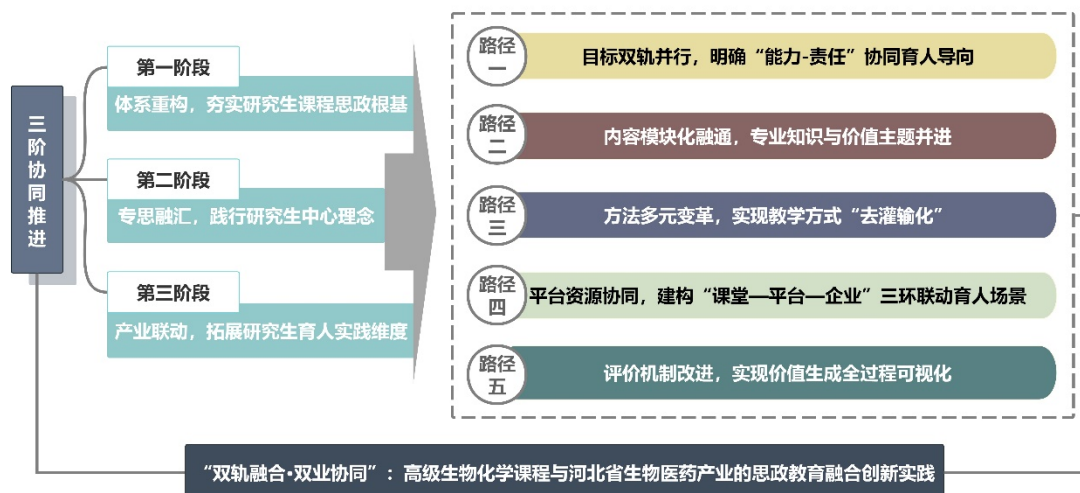 三阶协同推进
第一阶段
体系重构，夯实研究生课程思政根基
第二阶段
专思融汇，践行研究生中心理念
第三阶段
产业联动，拓展研究生育人实践维度
路径一
目标双轨并行，明确“能力-责任”协同育人导向
路径二
内容模块化融通，专业知识与价值主题并进
路径三
方法多元变革，实现教学方式“去灌输化”
路径四
平台资源协同，建构“课堂—平台—企业”三环联动育人场景
路径五
评价机制改进，实现价值生成全过程可视化
“双轨融合·双业协同”：高级生物化学课程与河北省生物医药产业的思政教育融合创新实践